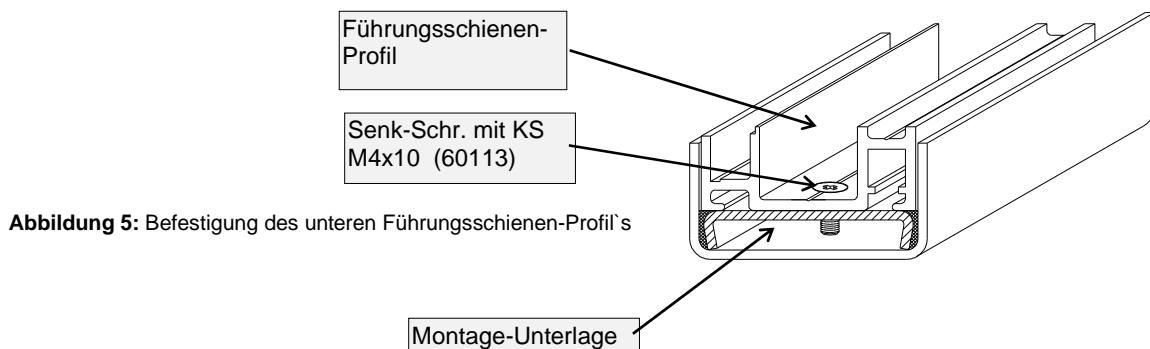 Führungsschienen-
Profil
Senk-Schr. mit KS
M4x10  (60113)
Abbildung 5: Befestigung des unteren Führungsschienen-Profil`s
Montage-Unterlage